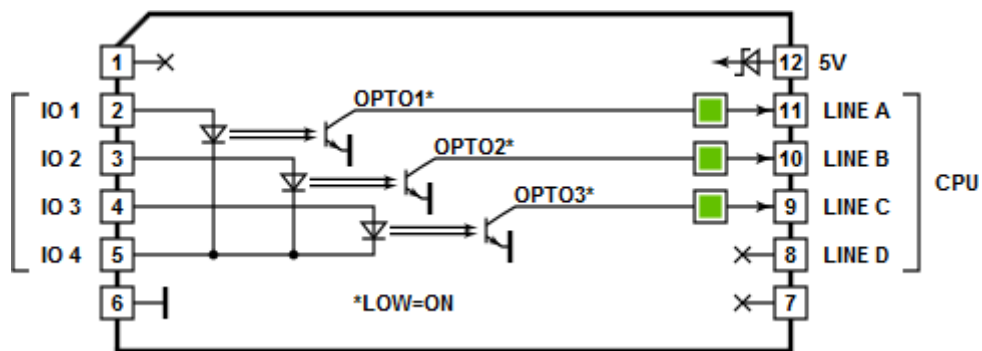 1 12 5V
IO 1 2 OPTO1* 11 LINE A
IO 2 3 OPTO2* 10 LINE B
CPU
IO 3 4 OPTO3* 9 LINE C
IO 4 5 8 LINE D
6 *LOW=ON 7